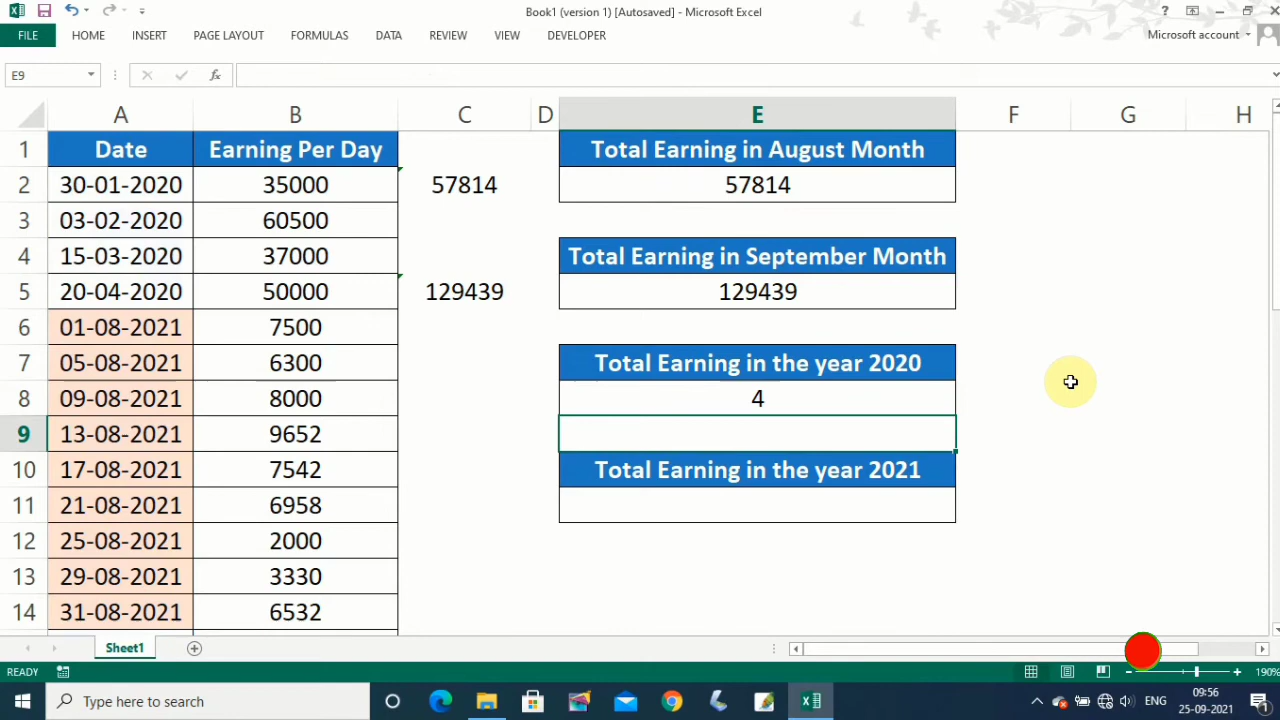 Book1 (version 1) [Autosaved] - Microsoft Excel
FILE HOME INSERT PAGE LAYOUT FORMULAS DATA REVIEW VIEW DEVELOPER Microsoft account
E9 fx
A B C D E F G H
1 Date Earning Per Day Total Earning in August Month
2 30-01-2020 35000 57814 57814
3 03-02-2020 60500
4 15-03-2020 37000 Total Earning in September Month
5 20-04-2020 50000 129439 129439
6 01-08-2021 7500
7 05-08-2021 6300 Total Earning in the year 2020
8 09-08-2021 8000 4
9 13-08-2021 9652
10 17-08-2021 7542 Total Earning in the year 2021
11 21-08-2021 6958
12 25-08-2021 2000
13 29-08-2021 3330
14 31-08-2021 6532
Sheet1
READY 190%
Type here to search ENG 09:56
25-09-2021